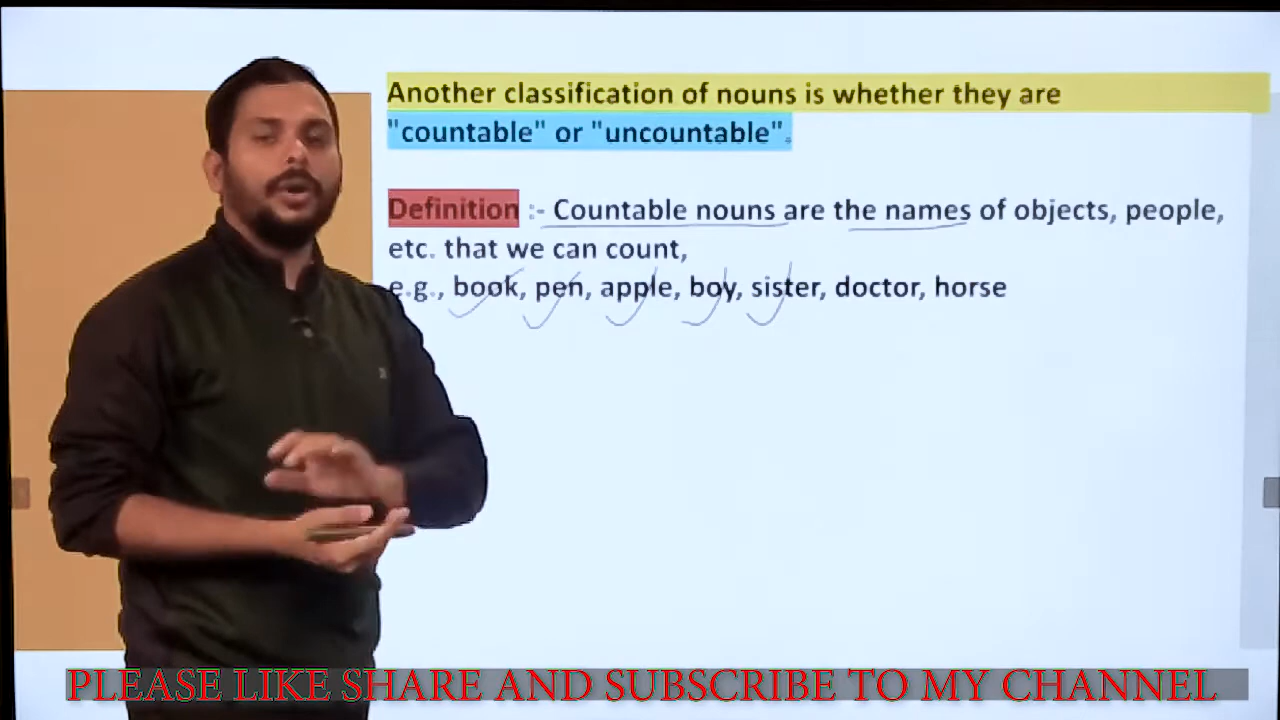 Another classification of nouns is whether they are
"countable" or "uncountable".
Definition :- Countable nouns are the names of objects, people,
etc. that we can count,
e.g., book, pen, apple, boy, sister, doctor, horse
PLEASE LIKE SHARE AND SUBSCRIBE TO MY CHANNEL